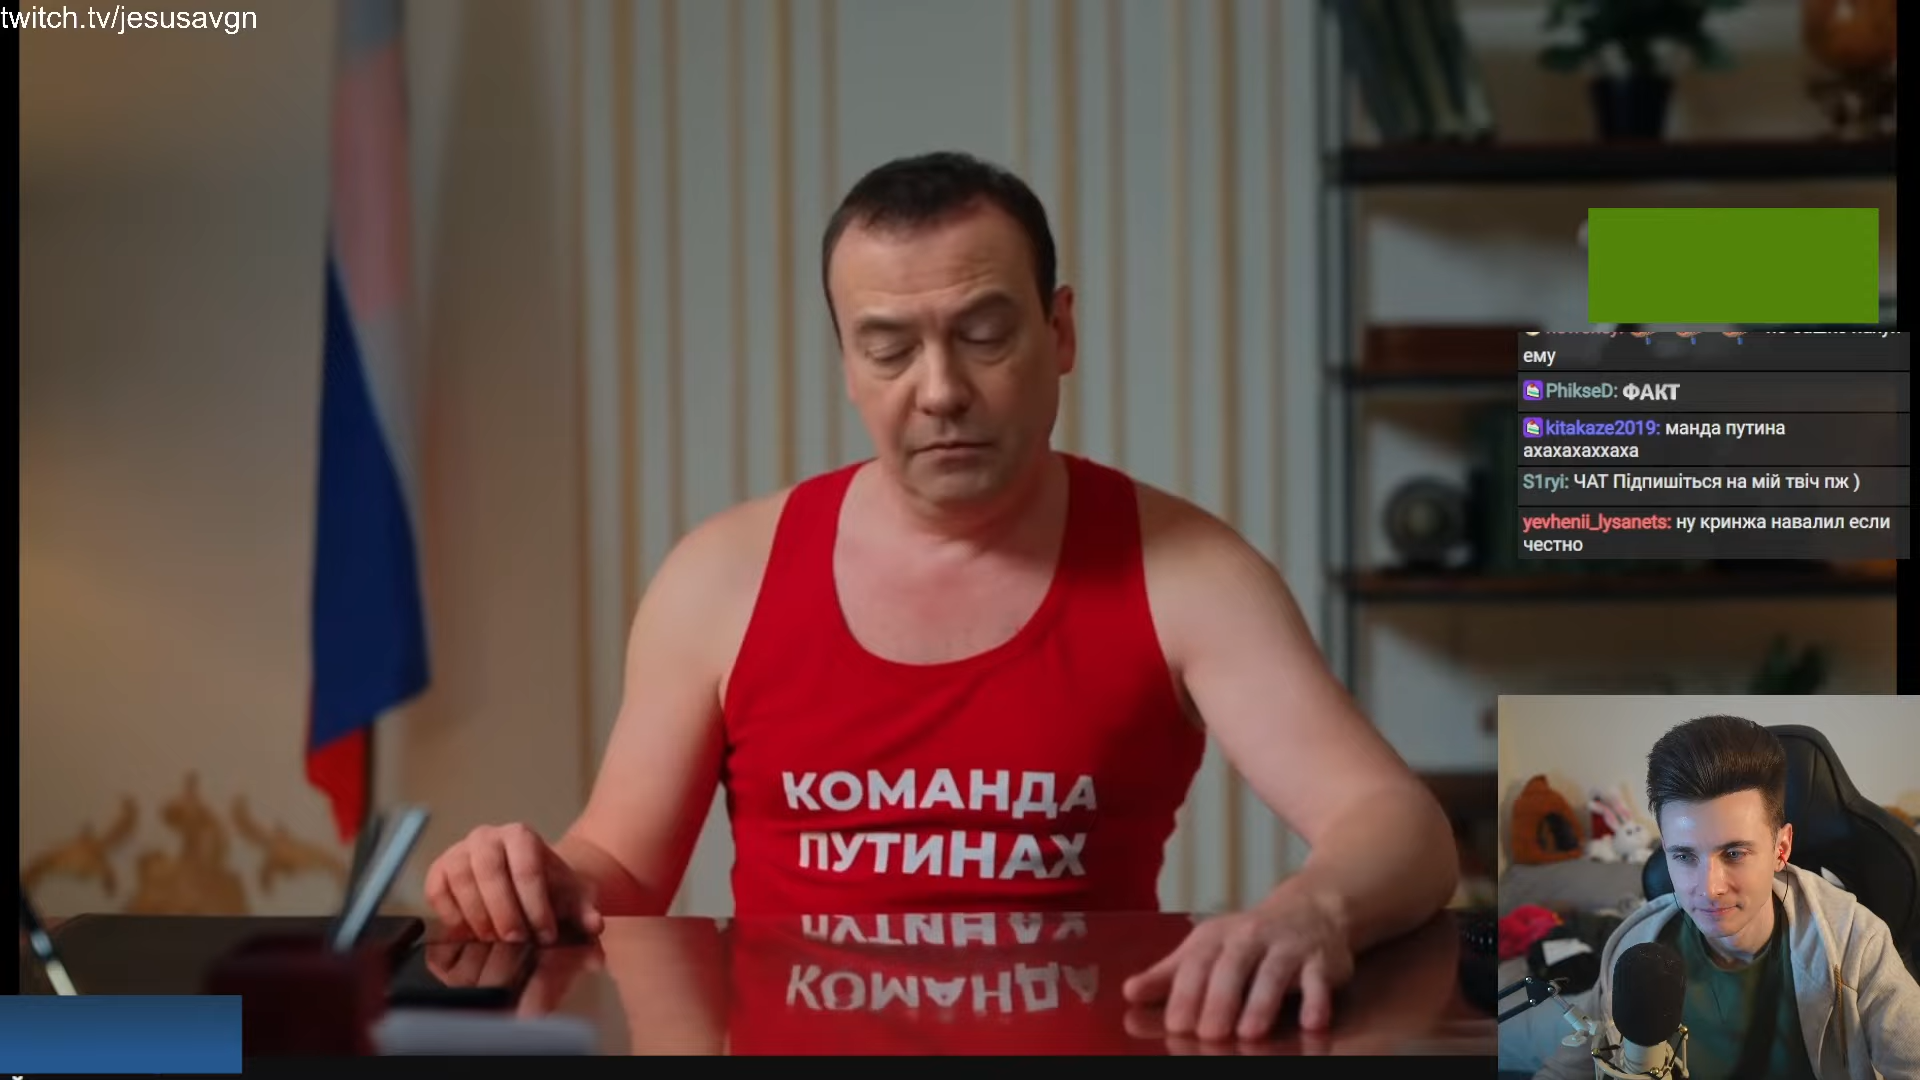 twitch.tv/jesusavgn
ему
PhikseD: ФАКТ
kitakaze2019: манда путина
ахахахаххаха
S1ryi: ЧАТ Підпишіться на мій твіч пж )
yevhenii_lysanets: ну кринжа навалил если
честно
КОМАНДА
ПУТИНАХ